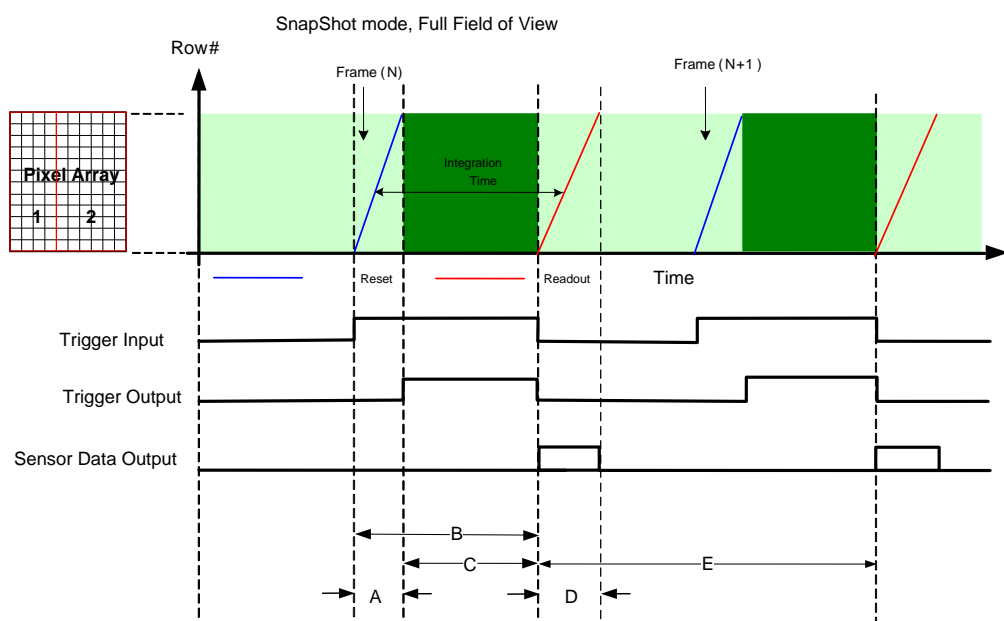 SnapShot mode, Full Field of View
Row#
Frame (N)
Frame (N+1)
Integration
Time
Pixel Array
1 2
Reset
Readout
Time
Trigger Input
Trigger Output
Sensor Data Output
B
C
E
A
D